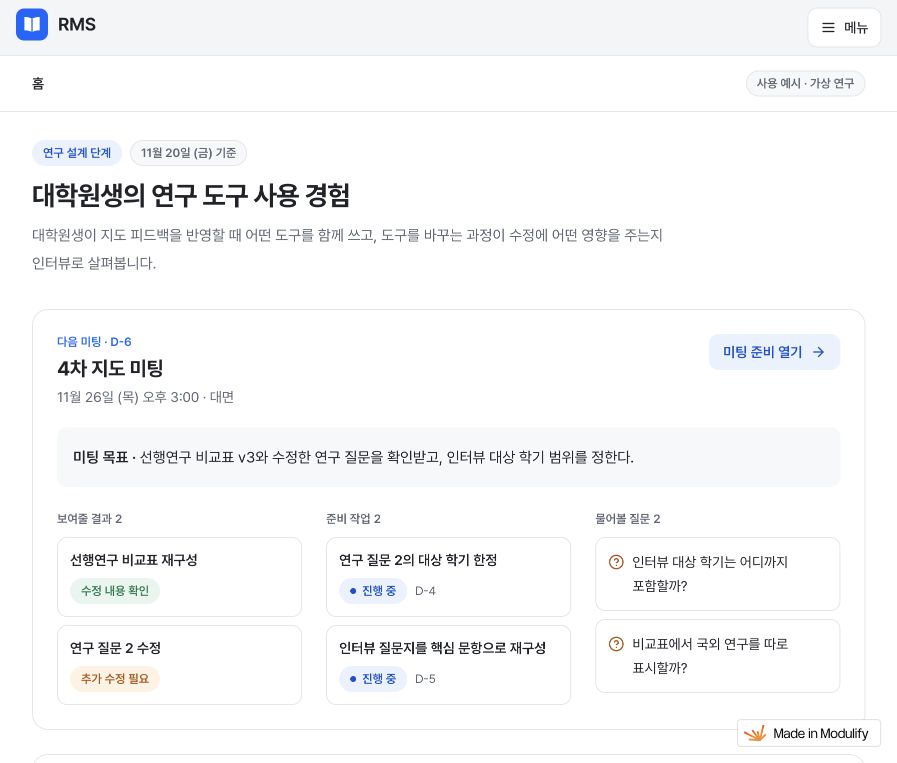 RMS
메뉴
홈
사용 예시 · 가상 연구
연구 설계 단계
11월 20일 (금) 기준
대학원생의 연구 도구 사용 경험
대학원생이 지도 피드백을 반영할 때 어떤 도구를 함께 쓰고, 도구를 바꾸는 과정이 수정에 어떤 영향을 주는지
인터뷰로 살펴봅니다.
다음 미팅 · D-6
4차 지도 미팅
11월 26일 (목) 오후 3:00 · 대면
미팅 준비 열기 →
미팅 목표 · 선행연구 비교표 v3와 수정한 연구 질문을 확인받고, 인터뷰 대상 학기 범위를 정한다.
보여줄 결과 2
선행연구 비교표 재구성
수정 내용 확인
연구 질문 2 수정
추가 수정 필요
준비 작업 2
연구 질문 2의 대상 학기 한정
진행 중 D-4
인터뷰 질문지를 핵심 문항으로 재구성
진행 중 D-5
물어볼 질문 2
인터뷰 대상 학기는 어디까지
포함할까?
비교표에서 국외 연구를 따로
표시할까?
Made in Modulify